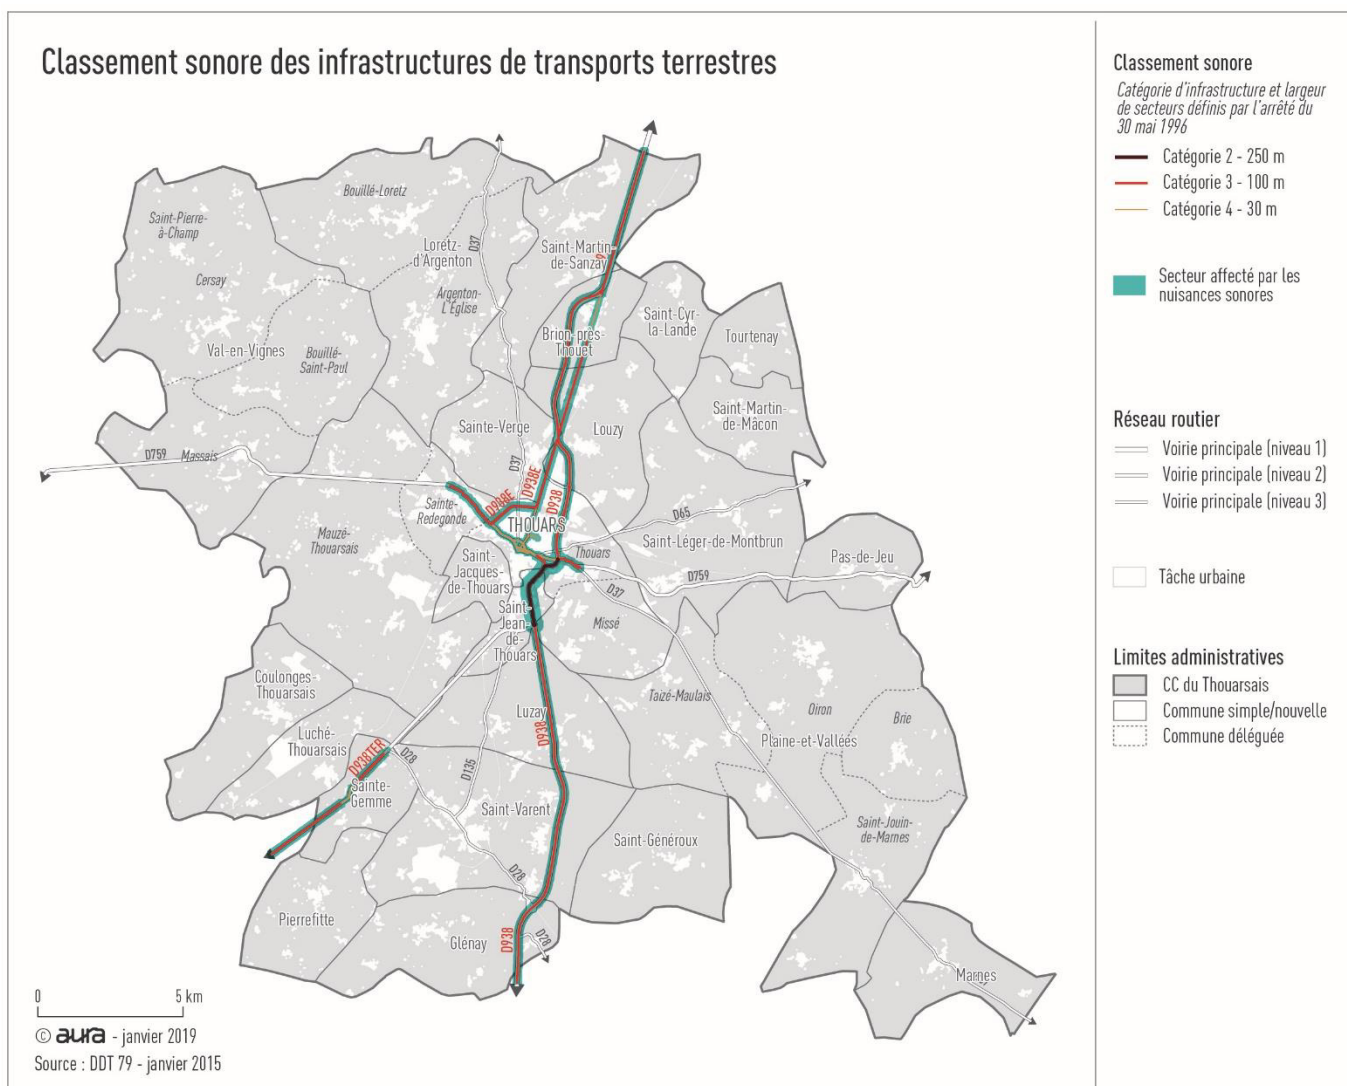 Classement sonore des infrastructures de transports terrestres
Bouillé-Loretz
Saint-Pierre-
à-Champ
Cersay
Loretz-
d'Argenton
D37
Argenton-
L'Église
Saint-Martin-
de-Sanzay
9
Val-en-Vignes
Bouillé-
Saint-Paul
Brion-près-
Thouet
Saint-Cyr-
la-Lande
Tourtenay
Saint-Martin-
de-Mâcon
Sainte-Verge
Louzy
D759
Massais
D37
D938E
D938E
D938
Sainte-
Radegonde
THOUARS
D65
Mauzé-
Thouarsais
Saint-
Jacques-
de-Thouars
Thouars
Saint-Léger-de-Montbrun
Pas-de-Jeu
D759
D37
Saint-
Jean-
de-
Thouars
Missé
Coulonges-
Thouarsais
Taizé-Maulais
Oiron
Brie
Luzay
D938
Plaine-et-Vallées
Luché-
Thouarsais
D938TER
D28
D135
Sainte-
Gemme
Saint-Varent
Saint-Généroux
Saint-Jouin-
de-Marnes
D28
Pierrefitte
Glénay
D938
D28
Marnes
0 5 km
© aura - janvier 2019
Source : DDT 79 - janvier 2015
Classement sonore
Catégorie d'infrastructure et largeur
de secteurs définis par l'arrêté du
30 mai 1996
Catégorie 2 - 250 m
Catégorie 3 - 100 m
Catégorie 4 - 30 m
Secteur affecté par les
nuisances sonores
Réseau routier
Voirie principale (niveau 1)
Voirie principale (niveau 2)
Voirie principale (niveau 3)
Tâche urbaine
Limites administratives
CC du Thouarsais
Commune simple/nouvelle
Commune déléguée